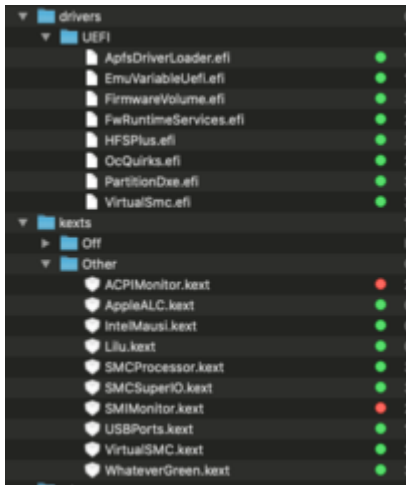 drivers
UEFI
ApfsDriverLoader.efi
EmuVariableUefi.efi
FirmwareVolume.efi
FwRuntimeServices.efi
HFSPlus.efi
OcQuirks.efi
PartitionDxe.efi
VirtualSmc.efi
kexts
Off
Other
ACPIMonitor.kext
AppleALC.kext
IntelMausi.kext
Lilu.kext
SMCProcessor.kext
SMCSuperIO.kext
SMIMonitor.kext
USBPorts.kext
VirtualSMC.kext
WhateverGreen.kext